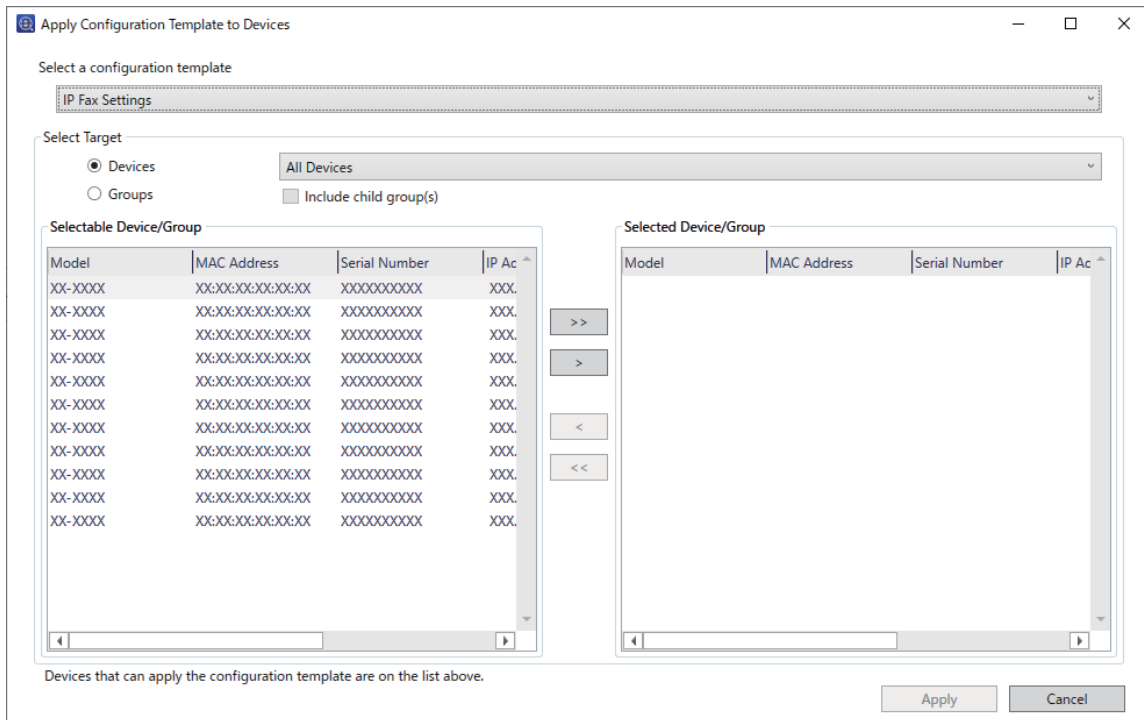 Apply Configuration Template to Devices
Select a configuration template
IP Fax Settings
Select Target
Devices
All Devices
Groups
Include child group(s)
Selectable Device/Group
Model MAC Address Serial Number IP Ac
XX-XXXX XX:XX:XX:XX:XX:XX XXXXXXXXXX XXX.
XX-XXXX XX:XX:XX:XX:XX:XX XXXXXXXXXX XXX.
XX-XXXX XX:XX:XX:XX:XX:XX XXXXXXXXXX XXX.
XX-XXXX XX:XX:XX:XX:XX:XX XXXXXXXXXX XXX.
XX-XXXX XX:XX:XX:XX:XX:XX XXXXXXXXXX XXX.
XX-XXXX XX:XX:XX:XX:XX:XX XXXXXXXXXX XXX.
XX-XXXX XX:XX:XX:XX:XX:XX XXXXXXXXXX XXX.
XX-XXXX XX:XX:XX:XX:XX:XX XXXXXXXXXX XXX.
XX-XXXX XX:XX:XX:XX:XX:XX XXXXXXXXXX XXX.
XX-XXXX XX:XX:XX:XX:XX:XX XXXXXXXXXX XXX.
XX-XXXX XX:XX:XX:XX:XX:XX XXXXXXXXXX XXX.
>>
>
<
<<
Selected Device/Group
Model MAC Address Serial Number IP Ac
Devices that can apply the configuration template are on the list above.
Apply
Cancel